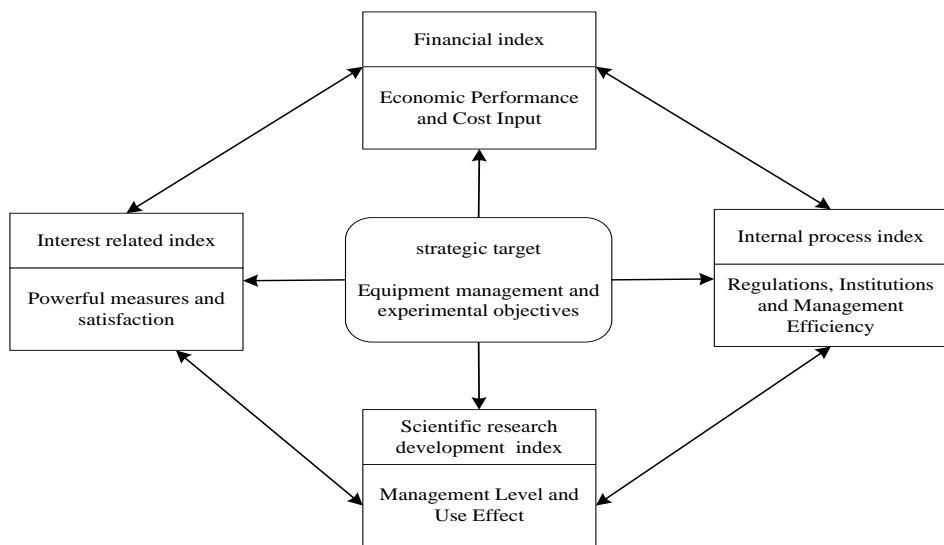 Financial index
Economic Performance
and Cost Input
Interest related index
Powerful measures and
satisfaction
strategic target
Equipment management and
experimental objectives
Internal process index
Regulations, Institutions
and Management
Efficiency
Scientific research
development index
Management Level and
Use Effect